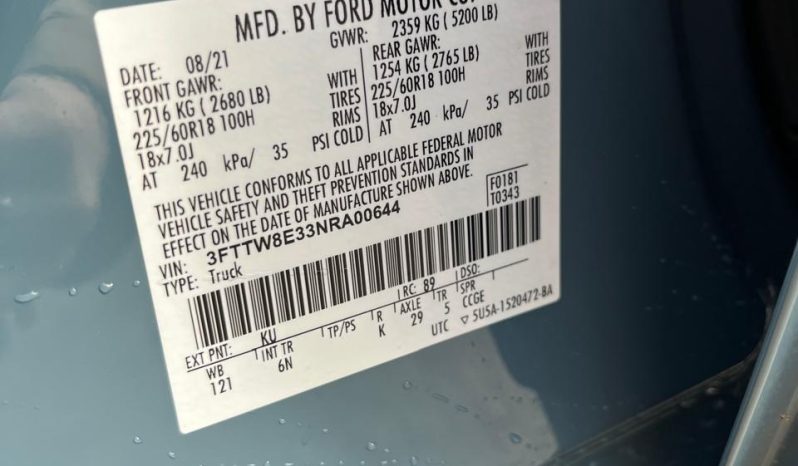 MFD. BY FORD MOTOR CO.
DATE: 08/21 GVWR: 2359 KG ( 5200 LB)
FRONT GAWR: REAR GAWR:
1216 KG ( 2680 LB) WITH 1254 KG ( 2765 LB) WITH
225/60R18 100H TIRES 225/60R18 100H TIRES
18x7.0J RIMS 18x7.0J RIMS
AT 240 kPa/ 35 PSI COLD AT 240 kPa/ 35 PSI COLD
THIS VEHICLE CONFORMS TO ALL APPLICABLE FEDERAL MOTOR
VEHICLE SAFETY AND THEFT PREVENTION STANDARDS IN
EFFECT ON THE DATE OF MANUFACTURE SHOWN ABOVE.
F0181
T0343
VIN: 3FTTW8E33NRA00644
TYPE: Truck
EXT PNT: KU RC: 89 DSO:
WB INT TR TP/PS R AXLE TR SPR
121 6N K 29 5 CCGE
UTC ▽ 5U5A-1520472-BA